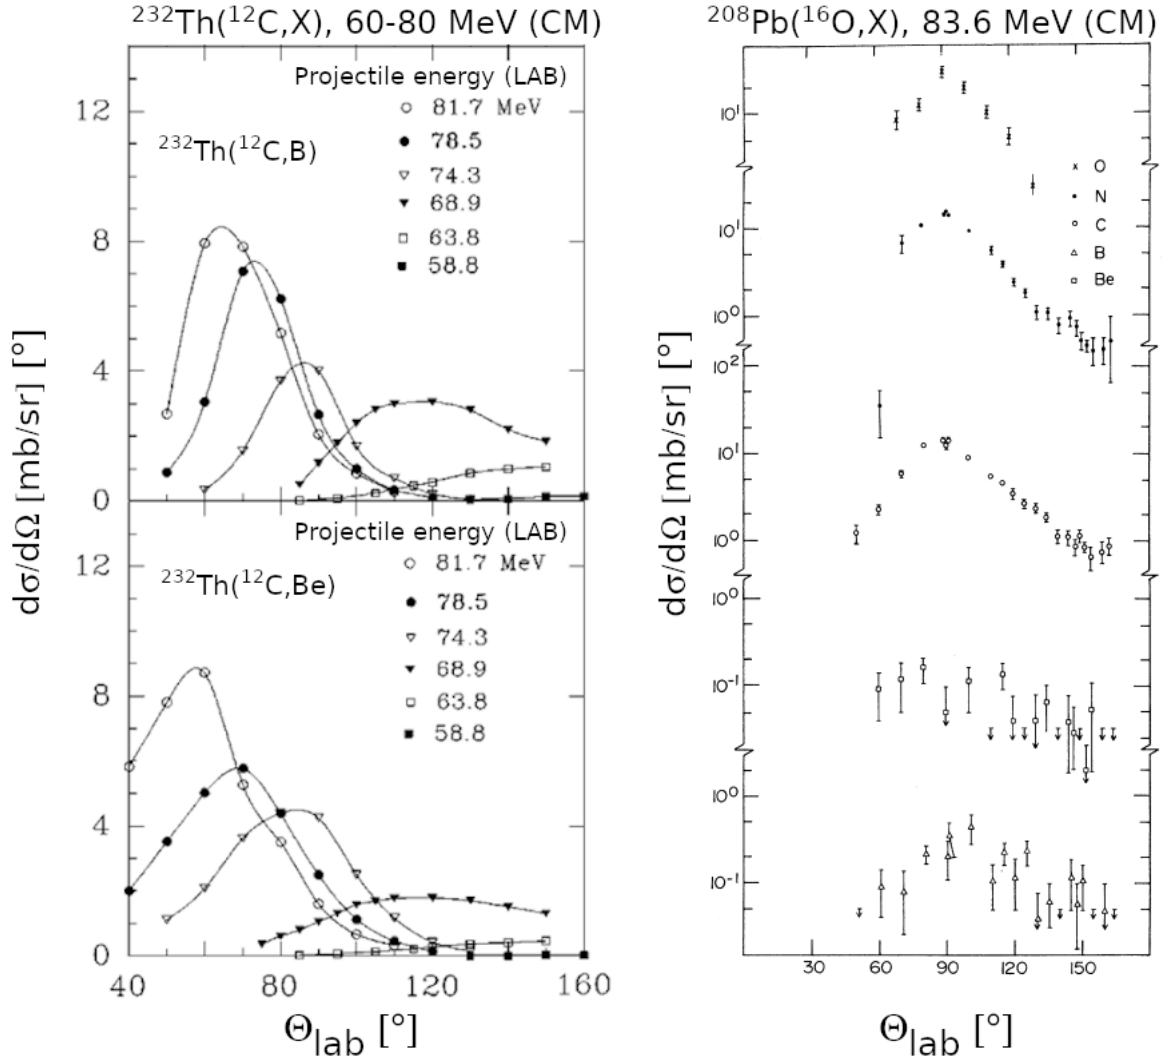 ²³²Th(¹²C,X), 60-80 MeV (CM)
Projectile energy (LAB)
81.7 MeV
78.5
74.3
68.9
63.8
58.8
²³²Th(¹²C,B)
12
8
4
0
Projectile energy (LAB)
81.7 MeV
78.5
74.3
68.9
63.8
58.8
²³²Th(¹²C,Be)
12
8
4
0
40
80
120
160
dσ/dΩ [mb/sr] [°]
Θlab [°]
²⁰⁸Pb(¹⁶O,X), 83.6 MeV (CM)
O
N
C
B
Be
10¹
10¹
10⁰
10²
10¹
10⁰
10⁰
10⁻¹
10⁰
10⁻¹
30
60
90
120
150
dσ/dΩ [mb/sr] [°]
Θlab [°]